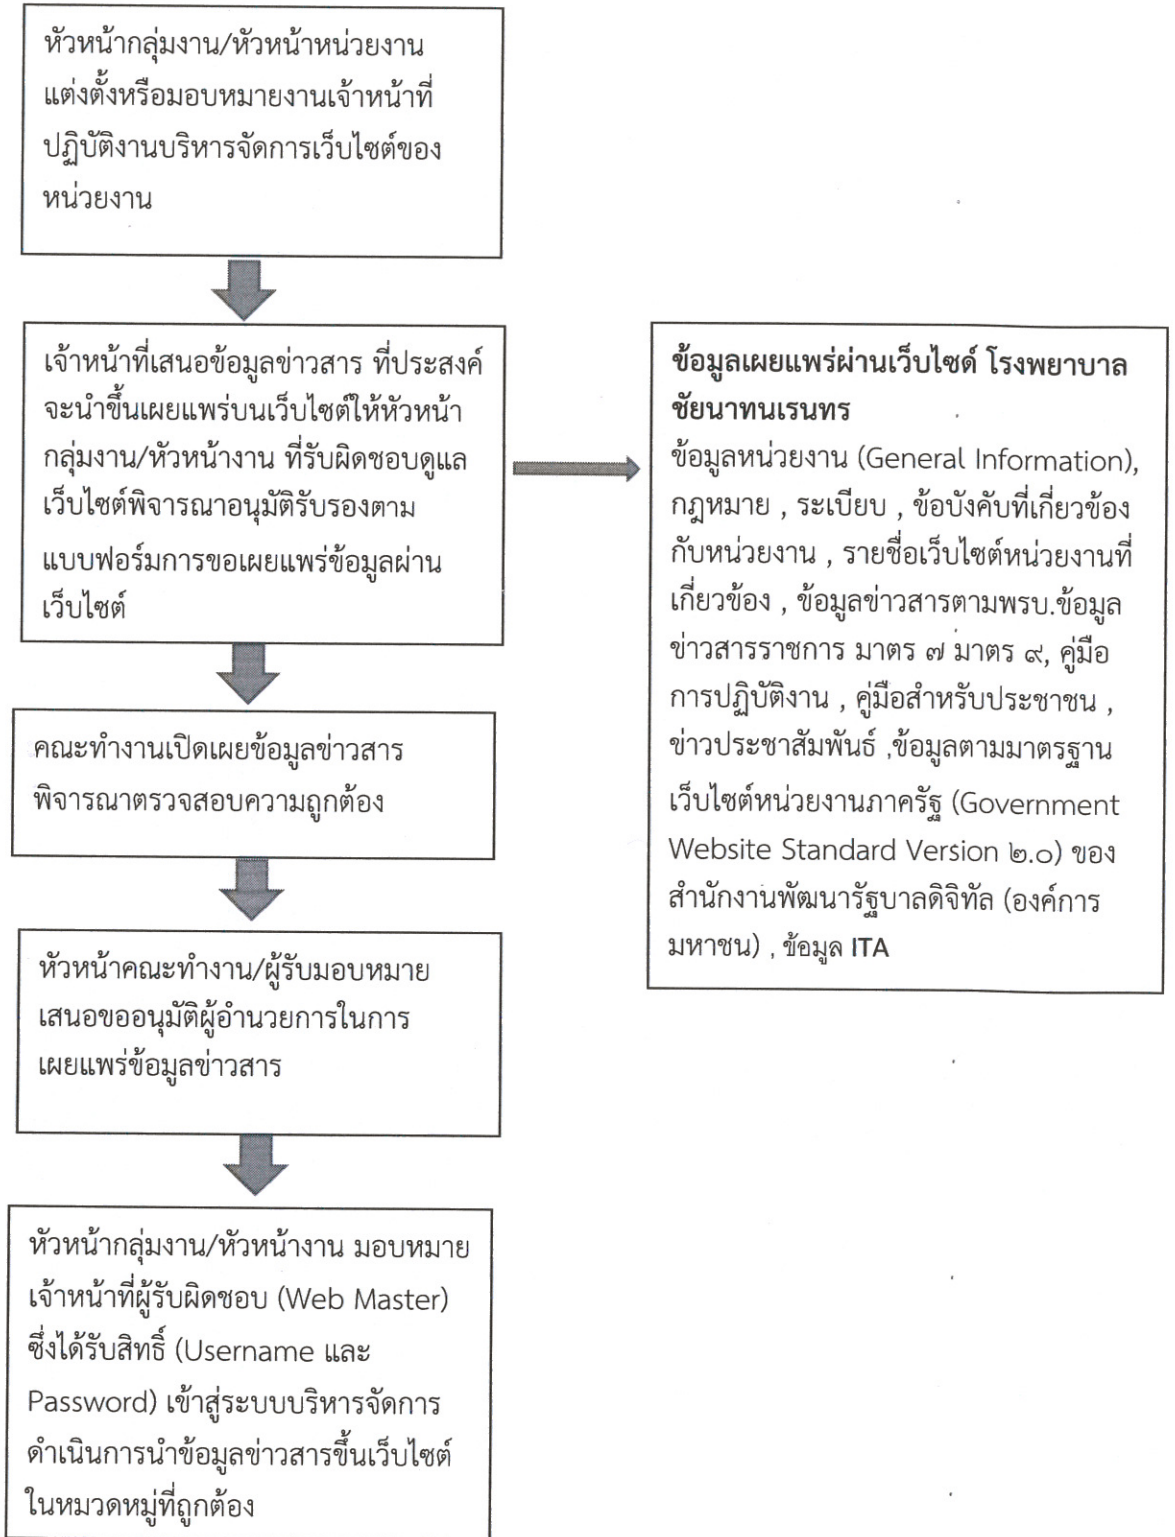 หัวหน้ากลุ่มงาน/หัวหน้าหน่วยงาน
แต่งตั้งหรือมอบหมายงานเจ้าหน้าที่
ปฏิบัติงานบริหารจัดการเว็บไซต์ของ
หน่วยงาน
เจ้าหน้าที่เสนอข้อมูลข่าวสาร ที่ประสงค์
จะนำขึ้นเผยแพร่บนเว็บไซต์ให้หัวหน้า
กลุ่มงาน/หัวหน้างาน ที่รับผิดชอบดูแล
เว็บไซต์พิจารณาอนุมัติรับรองตาม
แบบฟอร์มการขอเผยแพร่ข้อมูลผ่าน
เว็บไซต์
ข้อมูลเผยแพร่ผ่านเว็บไซด์ โรงพยาบาล
ชัยนาทนเรนทร
ข้อมูลหน่วยงาน (General Information),
กฎหมาย , ระเบียบ , ข้อบังคับที่เกี่ยวข้อง
กับหน่วยงาน , รายชื่อเว็บไซต์หน่วยงานที่
เกี่ยวข้อง , ข้อมูลข่าวสารตามพรบ.ข้อมูล
ข่าวสารราชการ มาตร ๗ มาตร ๙, คู่มือ
การปฏิบัติงาน , คู่มือสำหรับประชาชน ,
ข่าวประชาสัมพันธ์ ,ข้อมูลตามมาตรฐาน
เว็บไซต์หน่วยงานภาครัฐ (Government
Website Standard Version ๒.๐) ของ
สำนักงานพัฒนารัฐบาลดิจิทัล (องค์การ
มหาชน) , ข้อมูล ITA
คณะทำงานเปิดเผยข้อมูลข่าวสาร
พิจารณาตรวจสอบความถูกต้อง
หัวหน้าคณะทำงาน/ผู้รับมอบหมาย
เสนอขออนุมัติผู้อำนวยการในการ
เผยแพร่ข้อมูลข่าวสาร
หัวหน้ากลุ่มงาน/หัวหน้างาน มอบหมาย
เจ้าหน้าที่ผู้รับผิดชอบ (Web Master)
ซึ่งได้รับสิทธิ์ (Username และ
Password) เข้าสู่ระบบบริหารจัดการ
ดำเนินการนำข้อมูลข่าวสารขึ้นเว็บไซต์
ในหมวดหมู่ที่ถูกต้อง